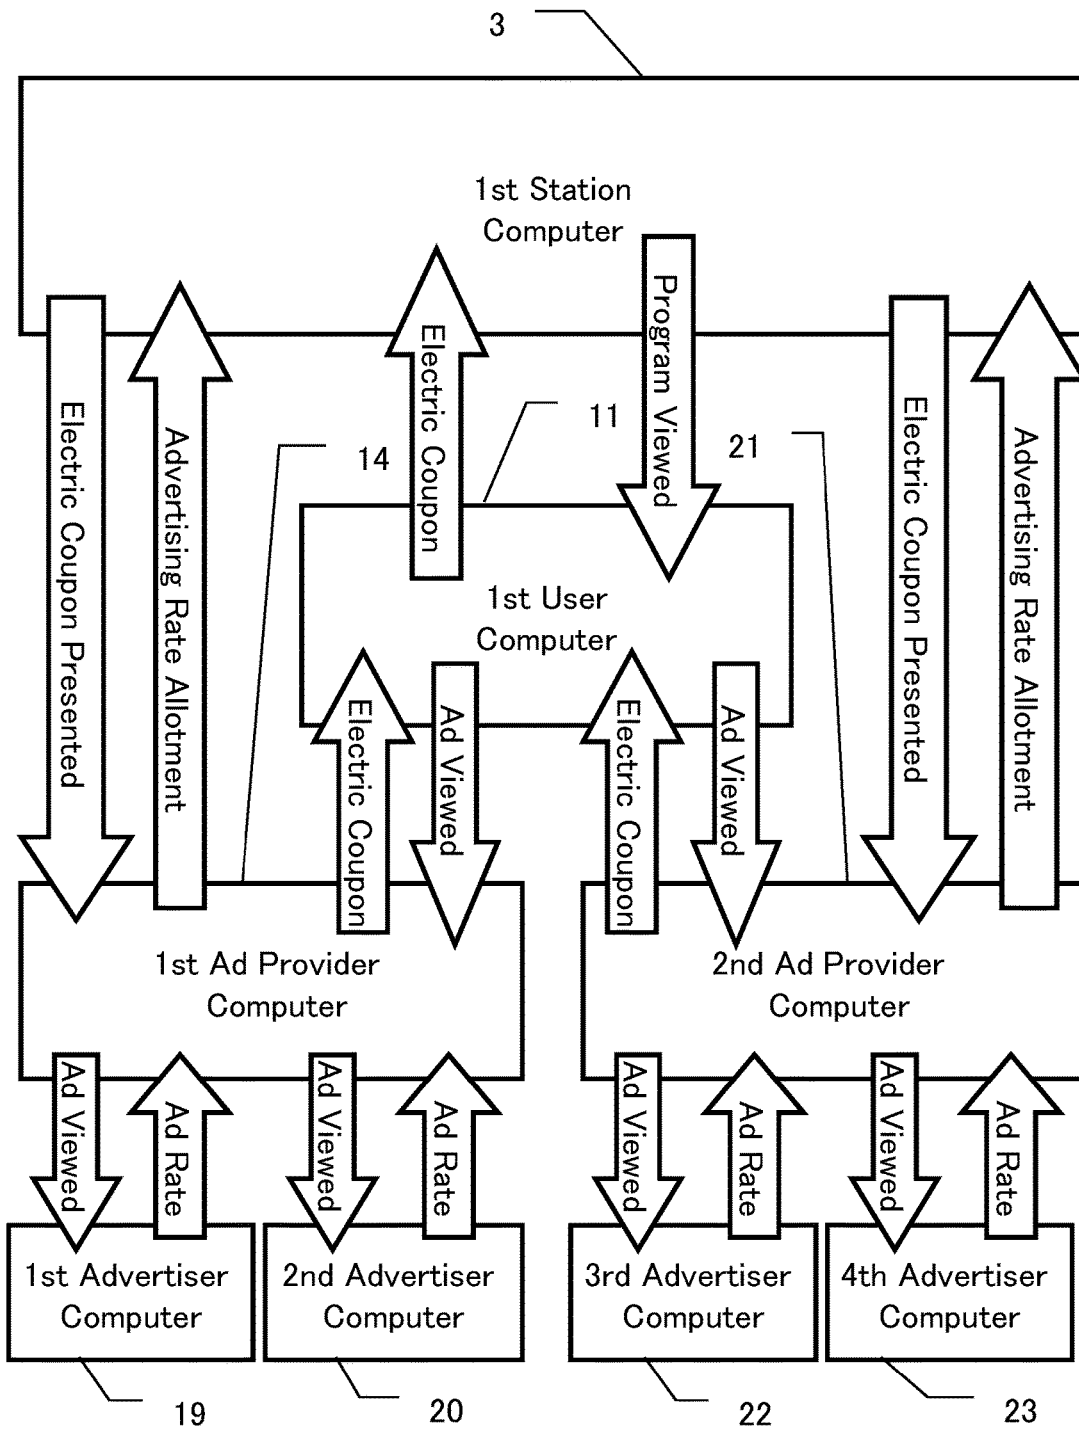 3
1st Station
Computer
Electric Coupon Presented
Advertising Rate Allotment
Electric Coupon
Program Viewed
Electric Coupon Presented
Advertising Rate Allotment
14
11
21
1st User
Computer
Electric Coupon
Ad Viewed
Electric Coupon
Ad Viewed
1st Ad Provider
Computer
2nd Ad Provider
Computer
Ad Viewed
Ad Rate
Ad Viewed
Ad Rate
Ad Viewed
Ad Rate
Ad Viewed
Ad Rate
1st Advertiser
Computer
2nd Advertiser
Computer
3rd Advertiser
Computer
4th Advertiser
Computer
19
20
22
23